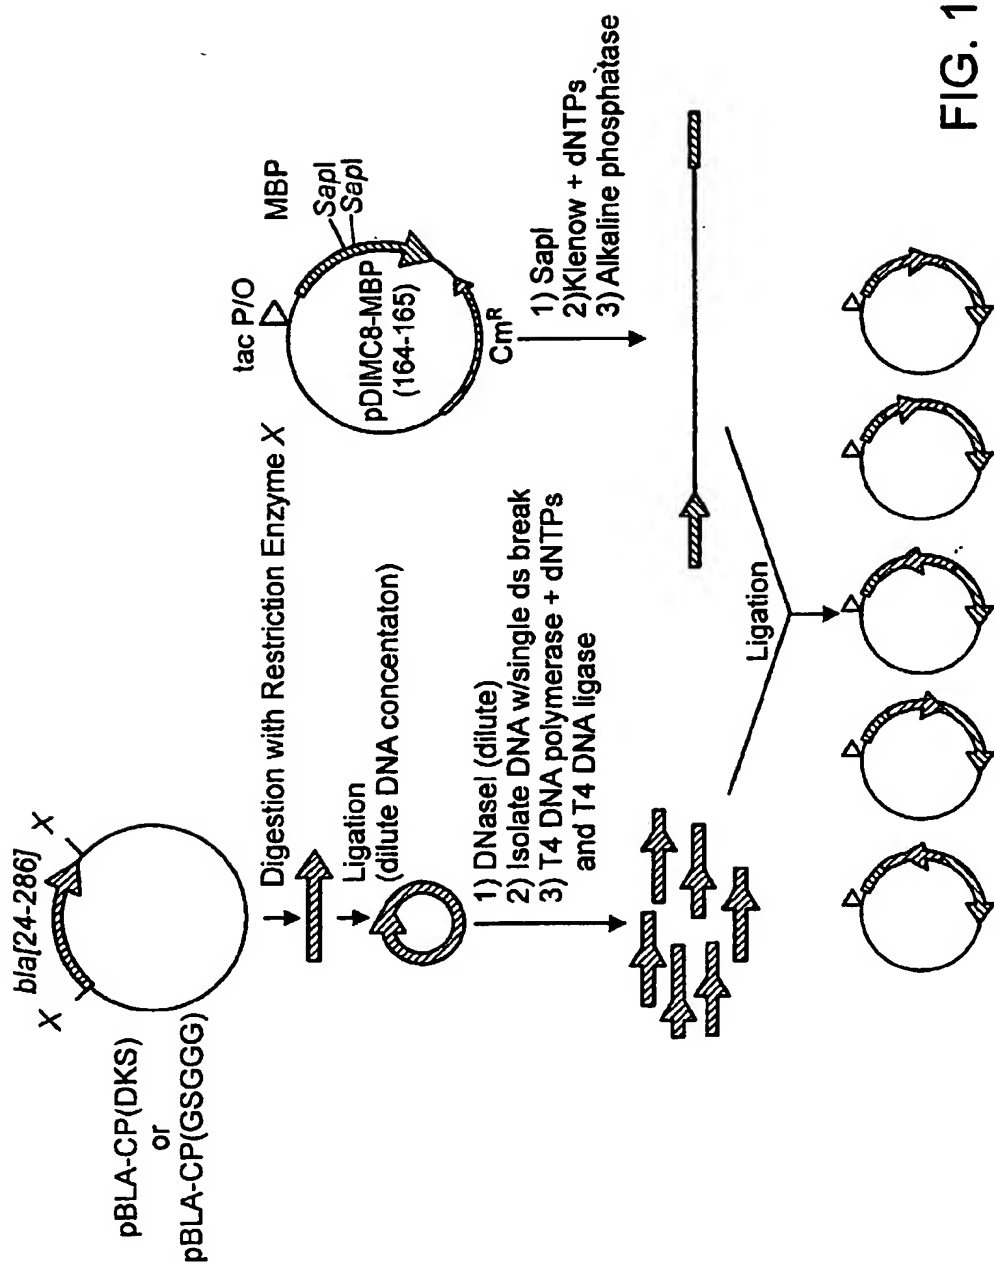 bla[24-286]
X
X
pBLA-CP(DKS)
or
pBLA-CP(GSGGG)
Digestion with Restriction Enzyme X
Ligation
(dilute DNA concentaton)
1) DNaseI (dilute)
2) Isolate DNA w/single ds break
3) T4 DNA polymerase + dNTPs
and T4 DNA ligase
tac P/O
MBP
SapI
SapI
pDIMC8-MBP
(164-165)
CmR
1) SapI
2)Klenow + dNTPs
3) Alkaline phosphatase
Ligation
FIG. 1